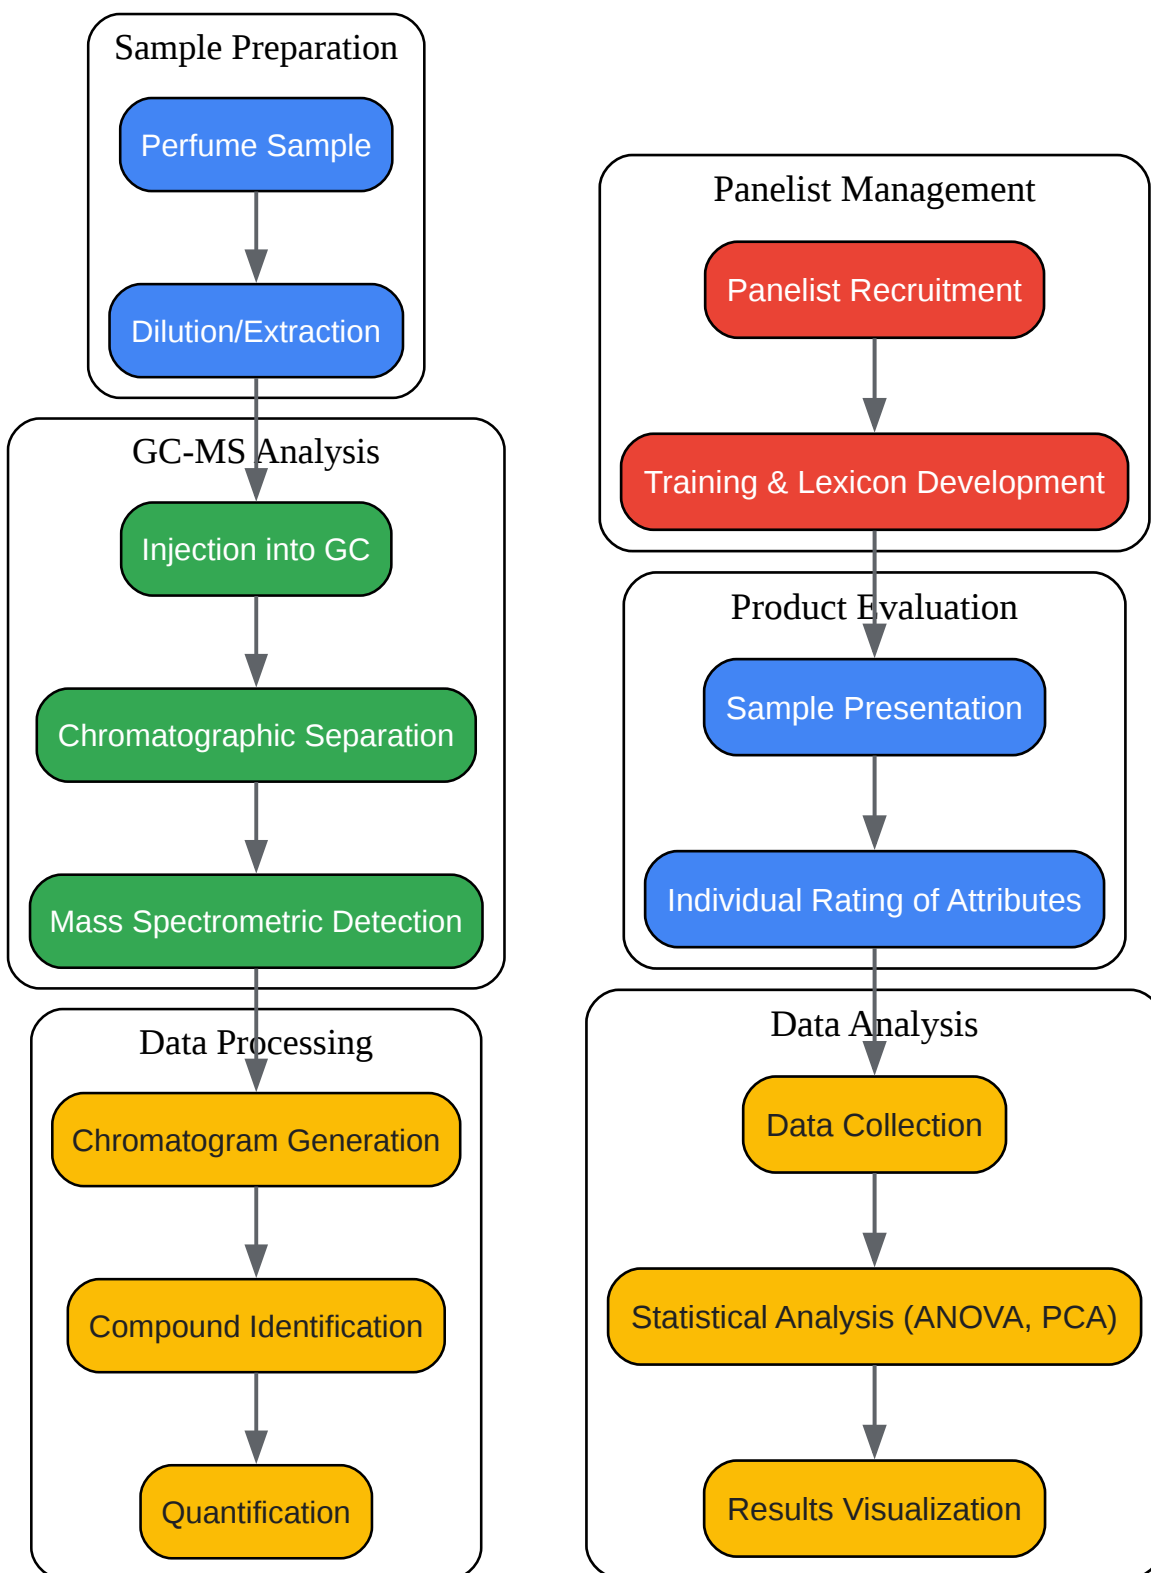 Sample Preparation
Perfume Sample
Dilution/Extraction
GC-MS Analysis
Injection into GC
Chromatographic Separation
Mass Spectrometric Detection
Data Processing
Chromatogram Generation
Compound Identification
Quantification
Panelist Management
Panelist Recruitment
Training & Lexicon Development
Product Evaluation
Sample Presentation
Individual Rating of Attributes
Data Analysis
Data Collection
Statistical Analysis (ANOVA, PCA)
Results Visualization